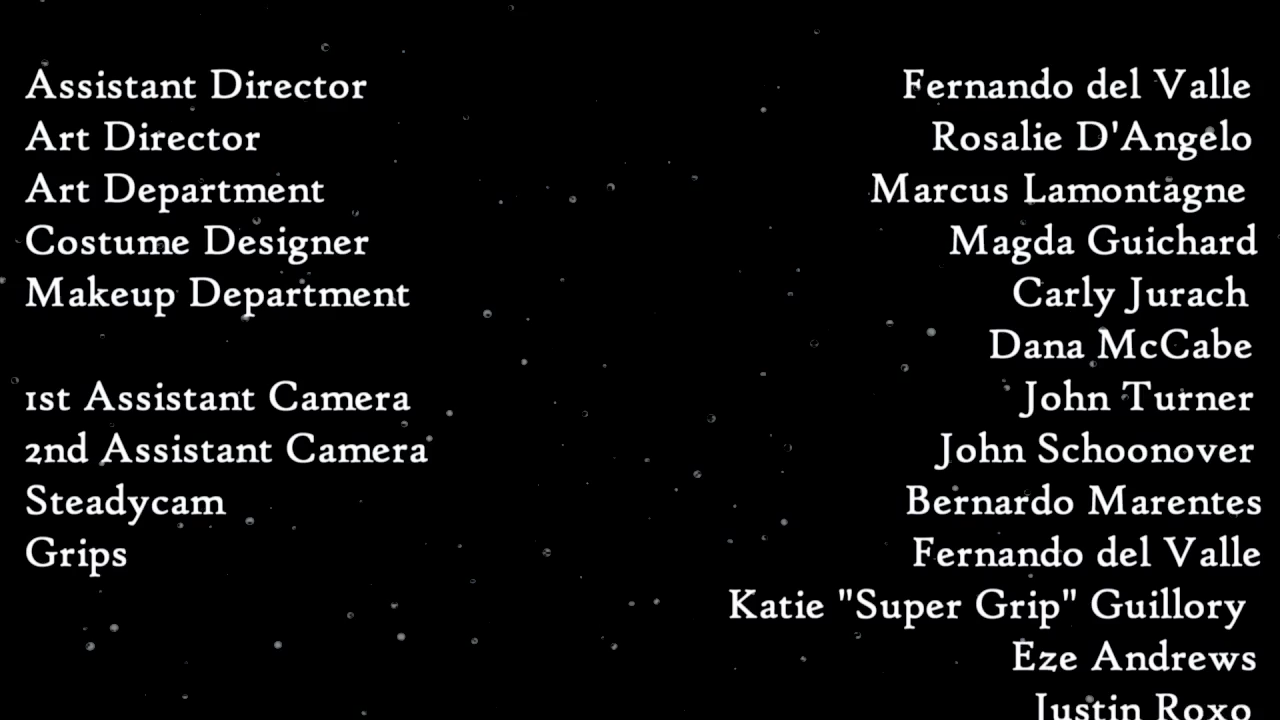 Assistant Director Fernando del Valle
Art Director Rosalie D'Angelo
Art Department Marcus Lamontagne
Costume Designer Magda Guichard
Makeup Department Carly Jurach
Dana McCabe
1st Assistant Camera John Turner
2nd Assistant Camera John Schoonover
Steadycam Bernardo Marentes
Grips Fernando del Valle
Katie "Super Grip" Guillory
Eze Andrews
Justin Roxo